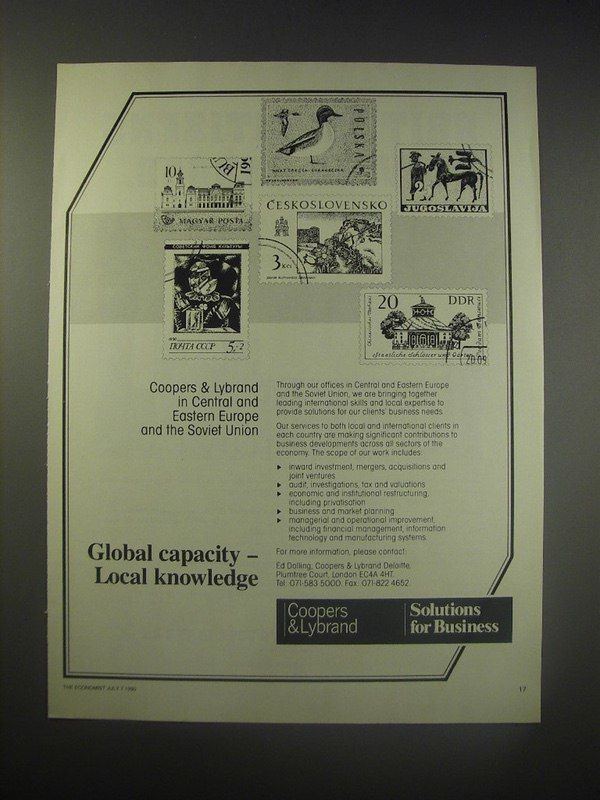 POLSKA
10
MAGYAR POSTA
ČESKOSLOVENSKO
3 Kčs
JUGOSLAVIJA
СОВЕТСКИЙ ФОНД КУЛЬТУРЫ
ПОЧТА СССР 5+2
20 DDR
20.09
Coopers & Lybrand
in Central and
Eastern Europe
and the Soviet Union
Through our offices in Central and Eastern Europe
and the Soviet Union, we are bringing together
leading international skills and local expertise to
provide solutions for our clients' business needs.
Our services to both local and international clients in
each country are making significant contributions to
business developments across all sectors of the
economy. The scope of our work includes
▶ inward investment, mergers, acquisitions and
joint ventures
▶ audit, investigations, tax and valuations
▶ economic and institutional restructuring,
including privatisation
▶ business and market planning
▶ managerial and operational improvement,
including financial management, information
technology and manufacturing systems.
Global capacity –
Local knowledge
For more information, please contact:
Ed Dolling, Coopers & Lybrand Deloitte,
Plumtree Court, London EC4A 4HT.
Tel: 071-583 5000. Fax: 071-822 4652.
Coopers
&Lybrand
Solutions
for Business
THE ECONOMIST JULY 7 1990
17